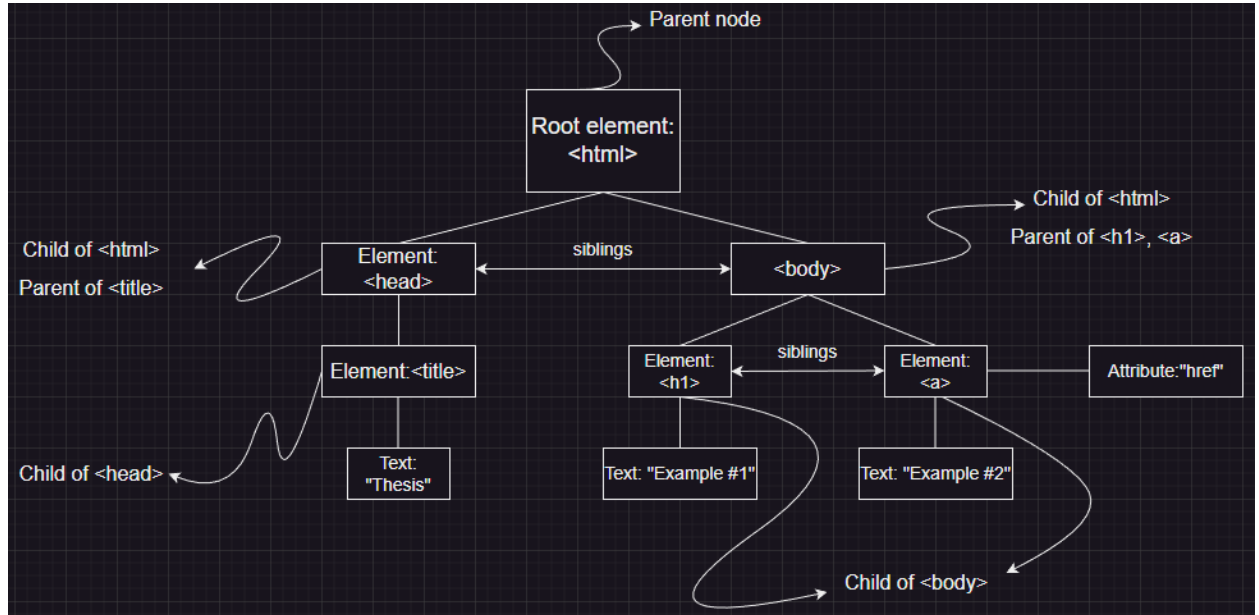 Parent node
Root element:
<html>
Child of <html>
Parent of <h1>, <a>
Child of <html>
Parent of <title>
Element:
<head>
siblings
<body>
Element:<title>
Element:
<h1>
siblings
Element:
<a>
Attribute:"href"
Child of <head>
Text:
"Thesis"
Text: "Example #1"
Text: "Example #2"
Child of <body>